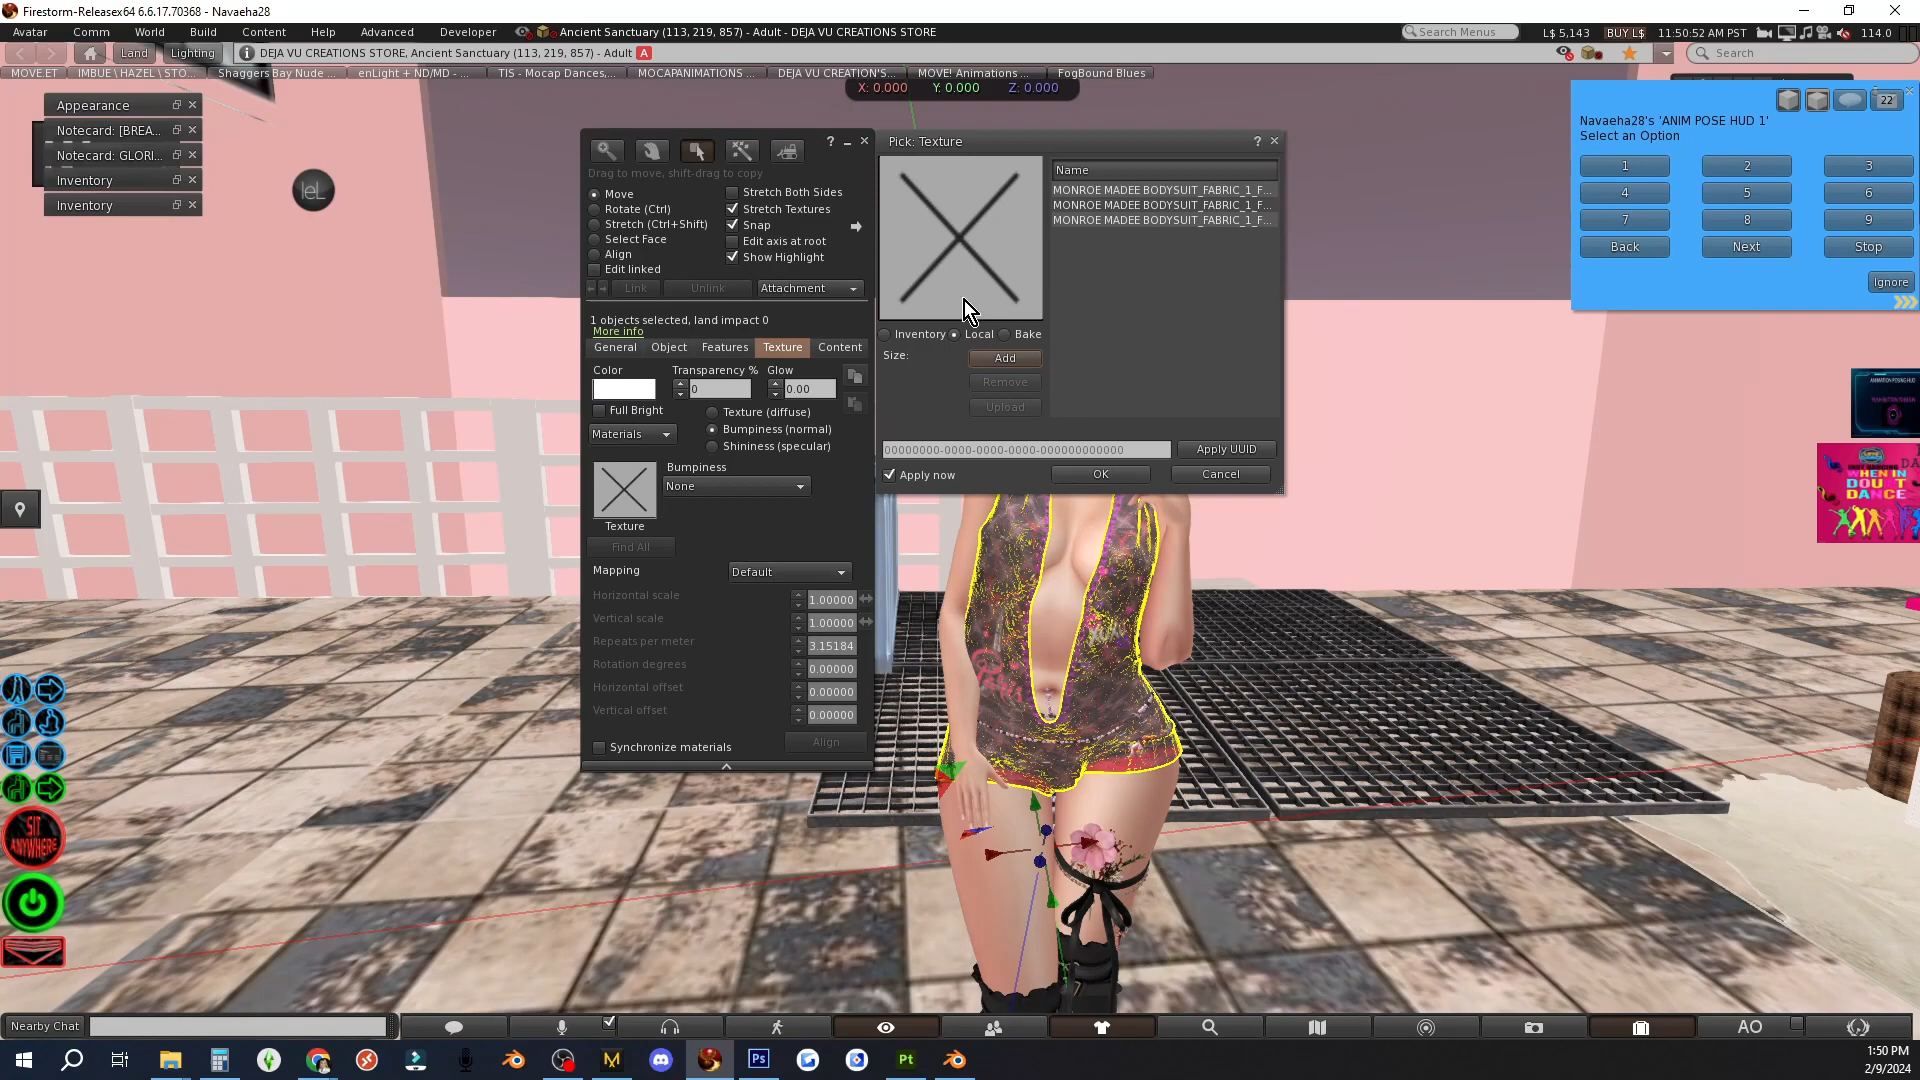 Firestorm-Releasex64 6.6.17.70368 - Navaeha28
Avatar Comm World Build Content Help Advanced Developer Ancient Sanctuary (113, 219, 857) - Adult - DEJA VU CREATIONS STORE Search Menus L$ 5,143 BUY L$ 11:50:52 AM PST 114.0
Land Lighting DEJA VU CREATIONS STORE, Ancient Sanctuary (113, 219, 857) - Adult A Search
MOVE.ET IMBUE \ HAZEL \ STO... Shaggers Bay Nude ... enLight + ND/MD - ... TIS - Mocap Dances,... MOCAPANIMATIONS ... DEJA VU CREATION'S... MOVE! Animations ... FogBound Blues
X: 0.000 Y: 0.000 Z: 0.000
Appearance
Notecard: [BREA...
Notecard: GLORI...
Inventory
Inventory
leL
Drag to move, shift-drag to copy
Move
Rotate (Ctrl)
Stretch (Ctrl+Shift)
Select Face
Align
Edit linked
Stretch Both Sides
Stretch Textures
Snap
Edit axis at root
Show Highlight
Link Unlink Attachment
1 objects selected, land impact 0
More info
General Object Features Texture Content
Color Transparency % Glow
0 0.00
Full Bright
Materials
Texture (diffuse)
Bumpiness (normal)
Shininess (specular)
Bumpiness
None
Texture
Find All
Mapping Default
Horizontal scale 1.00000
Vertical scale 1.00000
Repeats per meter 3.15184
Rotation degrees 0.00000
Horizontal offset 0.00000
Vertical offset 0.00000
Synchronize materials Align
Pick: Texture
Name
MONROE MADEE BODYSUIT_FABRIC_1_F...
MONROE MADEE BODYSUIT_FABRIC_1_F...
MONROE MADEE BODYSUIT_FABRIC_1_F...
Inventory Local Bake
Size: Add
Remove
Upload
00000000-0000-0000-0000-000000000000 Apply UUID
Apply now OK Cancel
22
Navaeha28's 'ANIM POSE HUD 1'
Select an Option
1 2 3
4 5 6
7 8 9
Back Next Stop
Ignore
ANIMATION POSING HUD
WHEN IN
DOUBT
DANCE
SIT
ANYWHERE
Nearby Chat
AO
1:50 PM
2/9/2024